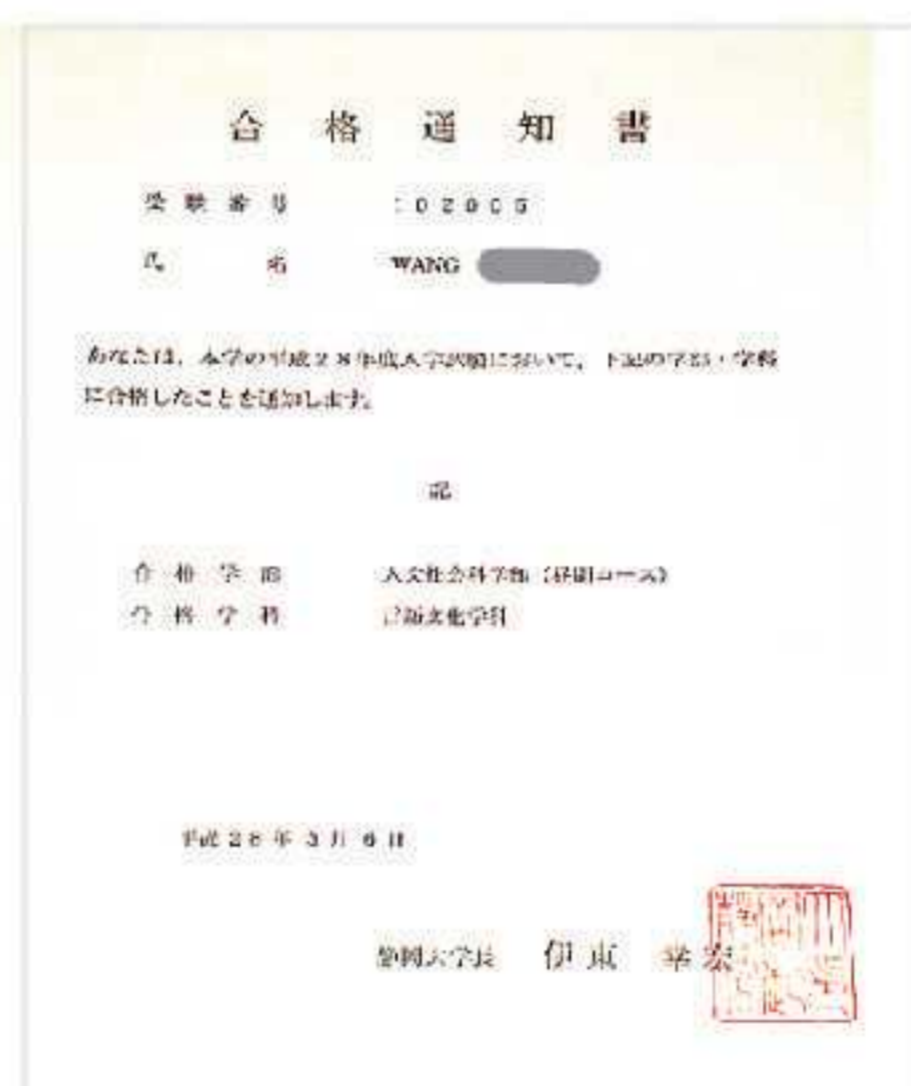 合格通知書
受験番号
氏名 WANG
あなたは、本学の平成28年度入学試験において、下記の学部・学科
に合格したことを通知します。
記
合格学部 人文社会科学部（昼間コース）
合格学科 言語文化学科
平成28年3月6日
静岡大学長 伊東 幸宏